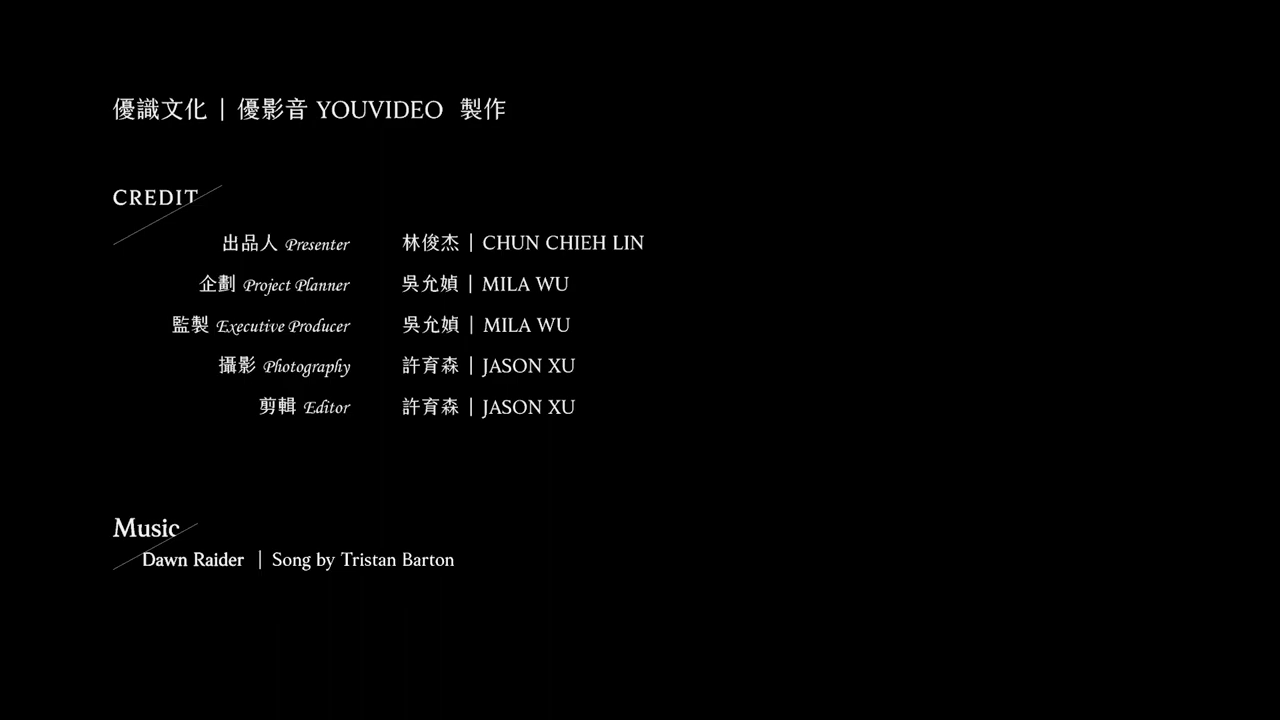 優識文化｜優影音 YOUVIDEO 製作
CREDIT
出品人 Presenter 林俊杰｜CHUN CHIEH LIN
企劃 Project Planner 吳允媜｜MILA WU
監製 Executive Producer 吳允媜｜MILA WU
攝影 Photography 許育森｜JASON XU
剪輯 Editor 許育森｜JASON XU
Music
Dawn Raider｜Song by Tristan Barton